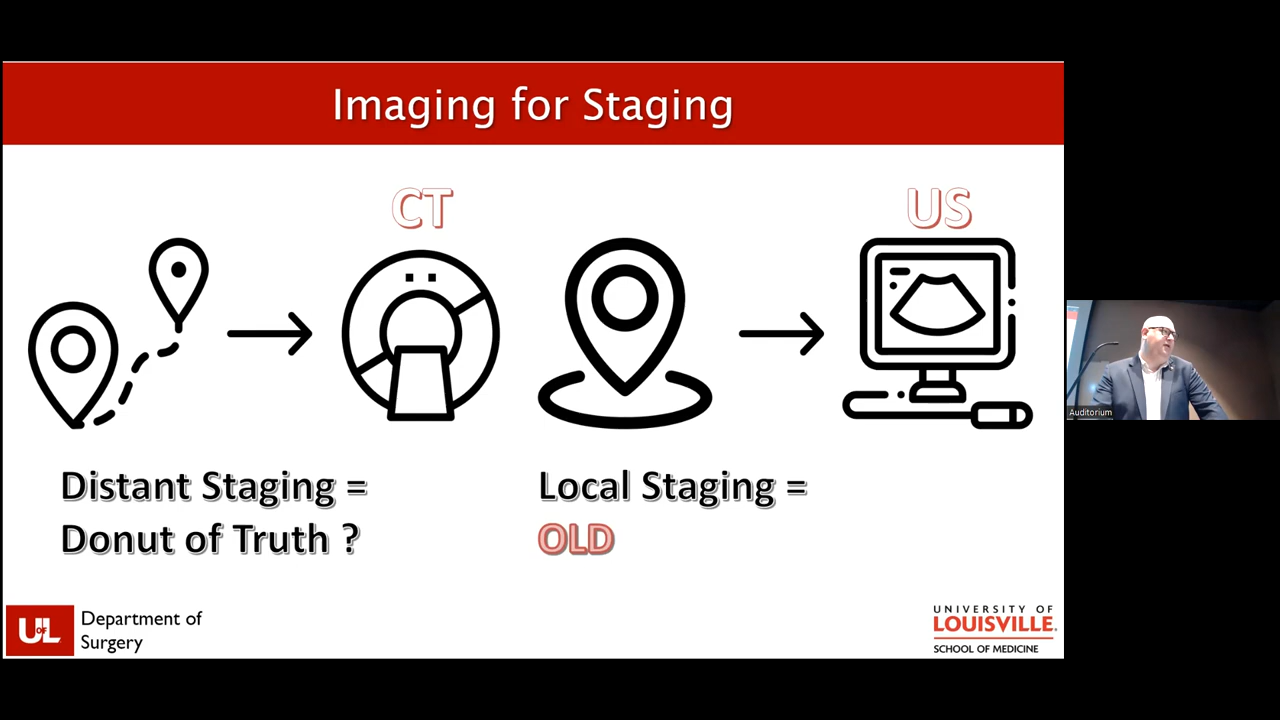 Imaging for Staging
CT
US
Distant Staging =
Donut of Truth ?
Local Staging =
OLD
UofL
Department of
Surgery
UNIVERSITY OF
LOUISVILLE.
SCHOOL OF MEDICINE
Auditorium